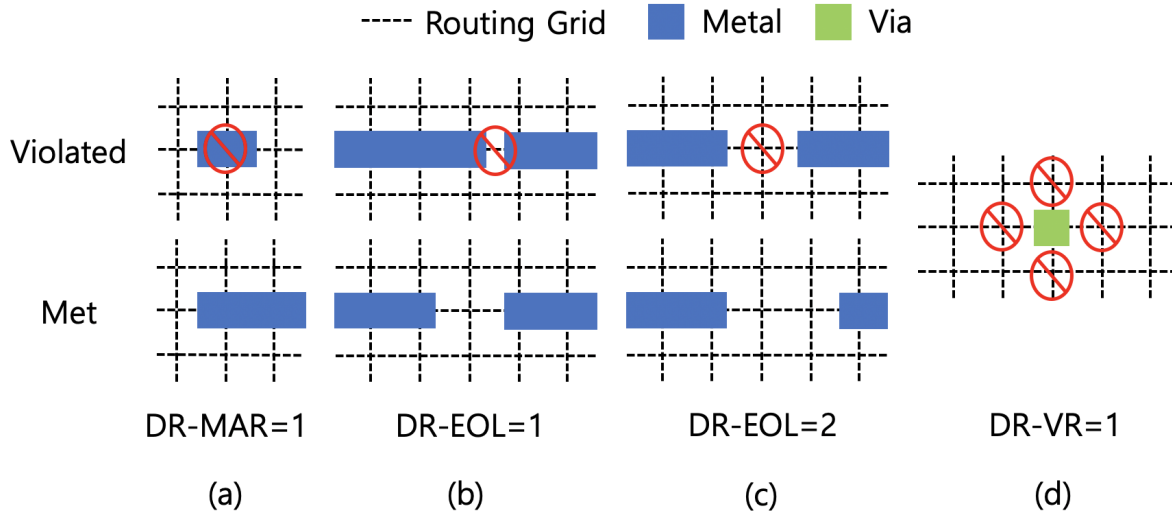 Routing Grid Metal Via
Violated
Met
DR-MAR=1 DR-EOL=1 DR-EOL=2 DR-VR=1
(a) (b) (c) (d)